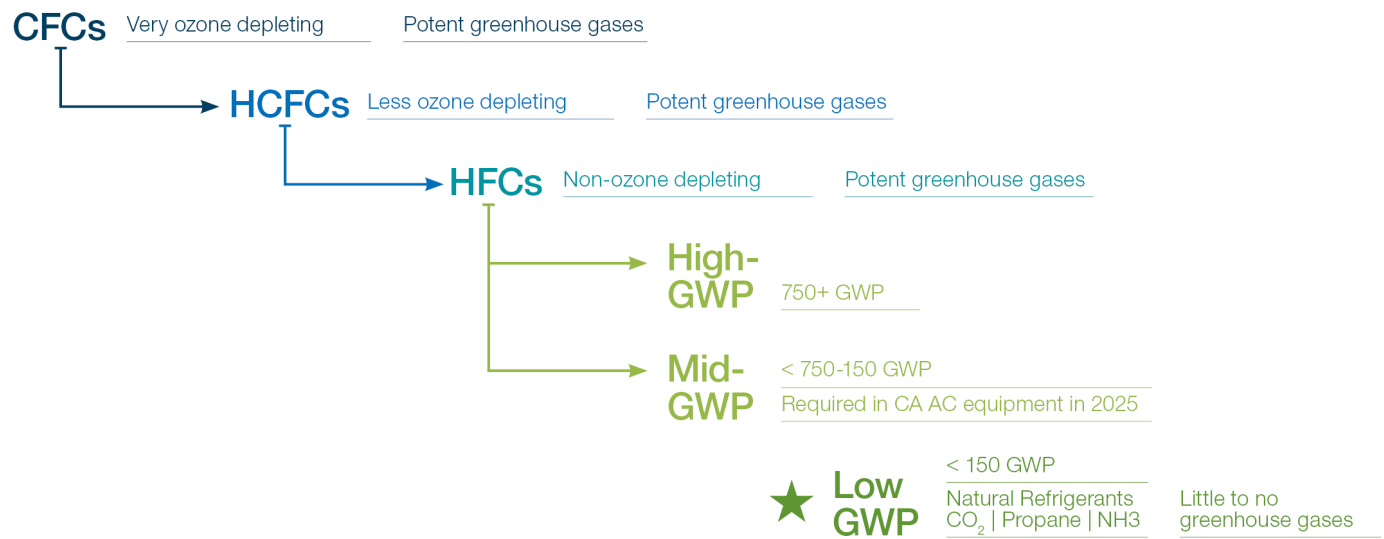 CFCs Very ozone depleting Potent greenhouse gases
HCFCs Less ozone depleting Potent greenhouse gases
HFCs Non-ozone depleting Potent greenhouse gases
High-
GWP 750+ GWP
Mid- < 750-150 GWP
GWP Required in CA AC equipment in 2025
Low < 150 GWP
GWP Natural Refrigerants
CO₂ | Propane | NH3
Little to no
greenhouse gases